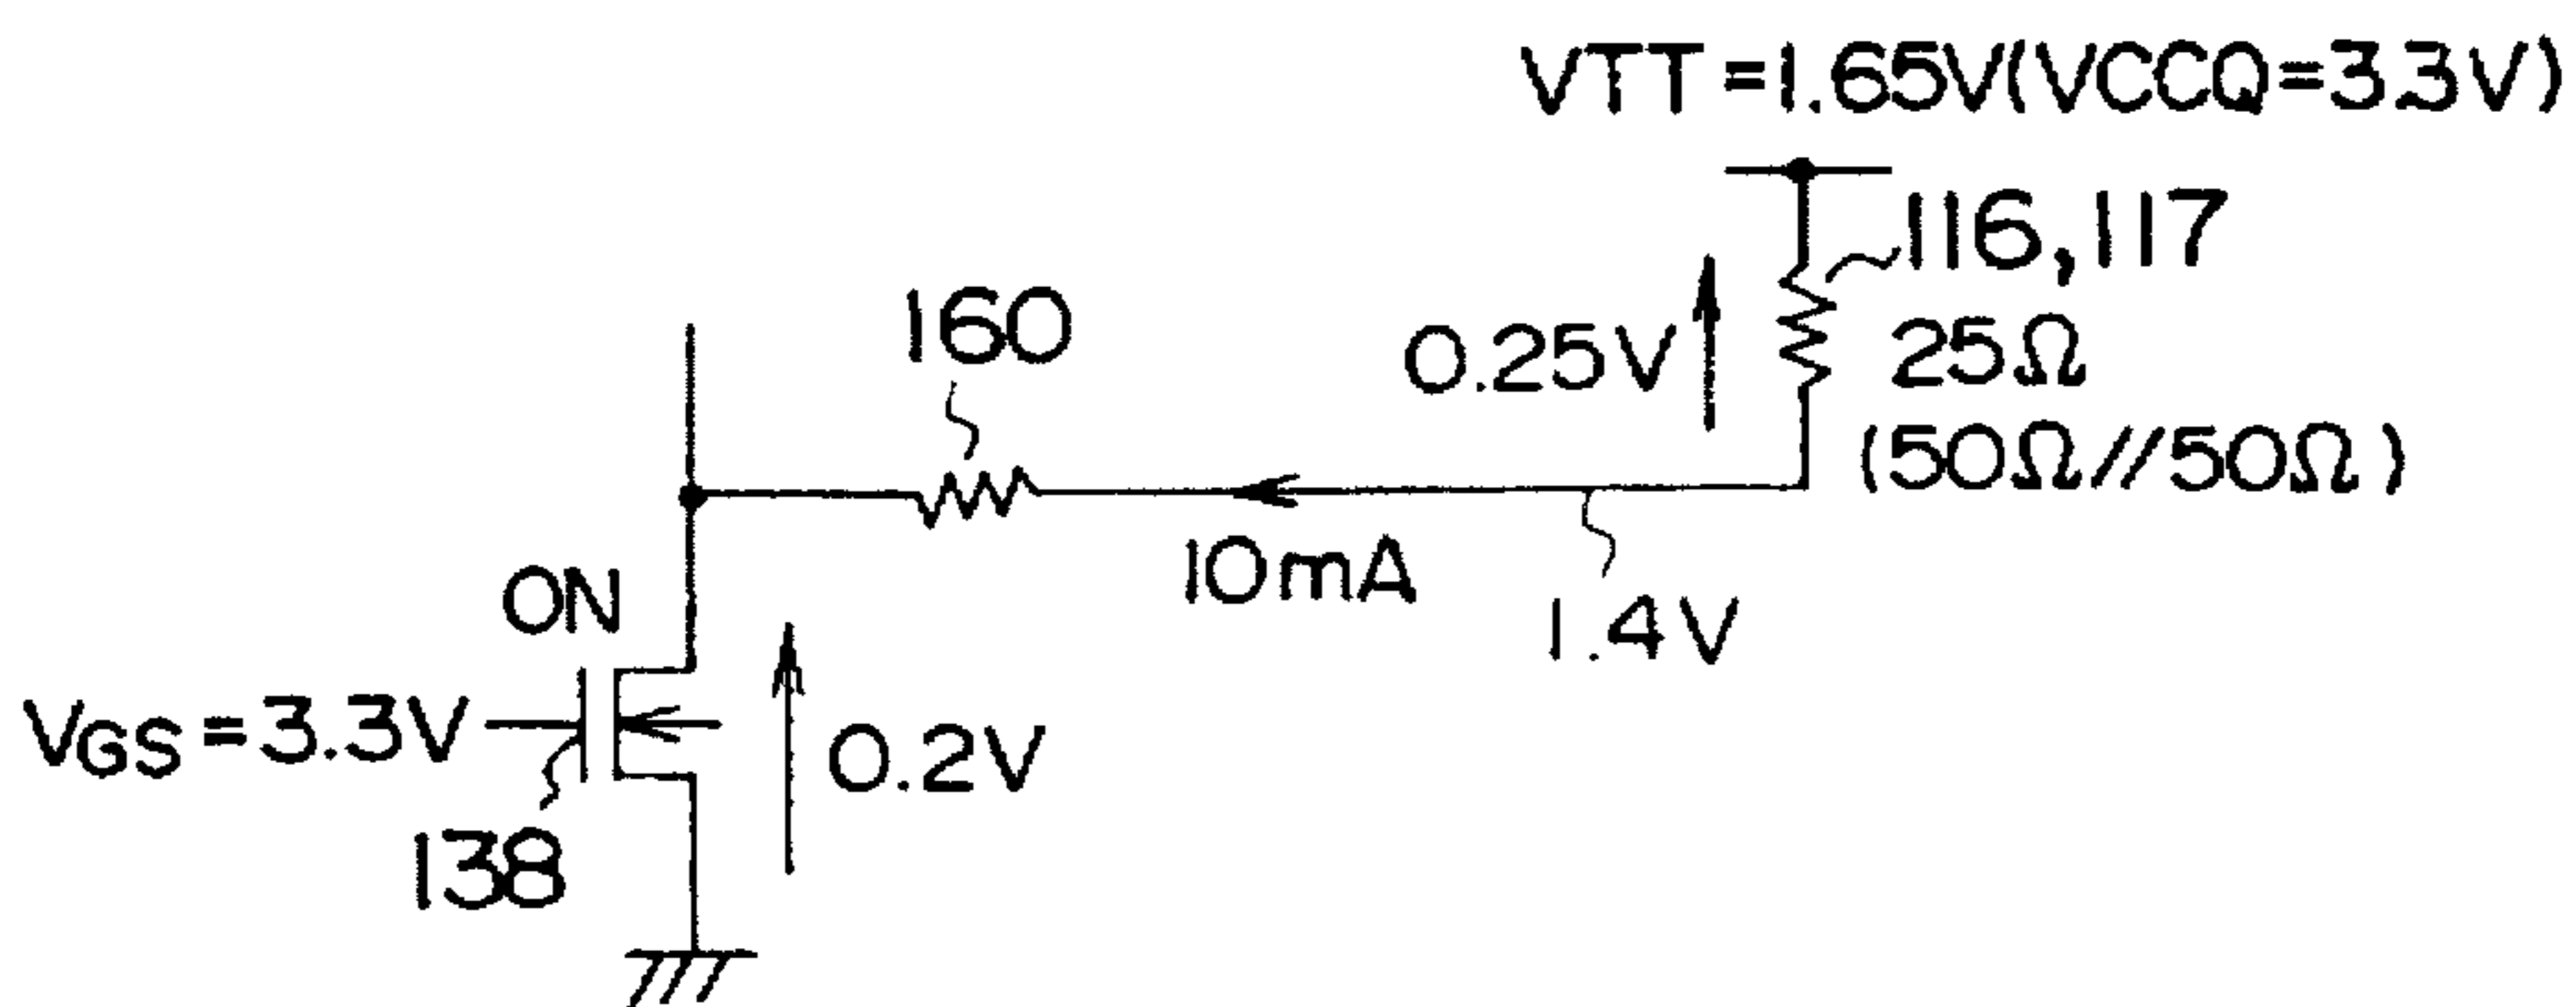 VTT=1.65V(VCCQ=3.3V)
116,117
160
0.25V
25Ω
(50Ω//50Ω)
10mA
ON
1.4V
VGS=3.3V
0.2V
138